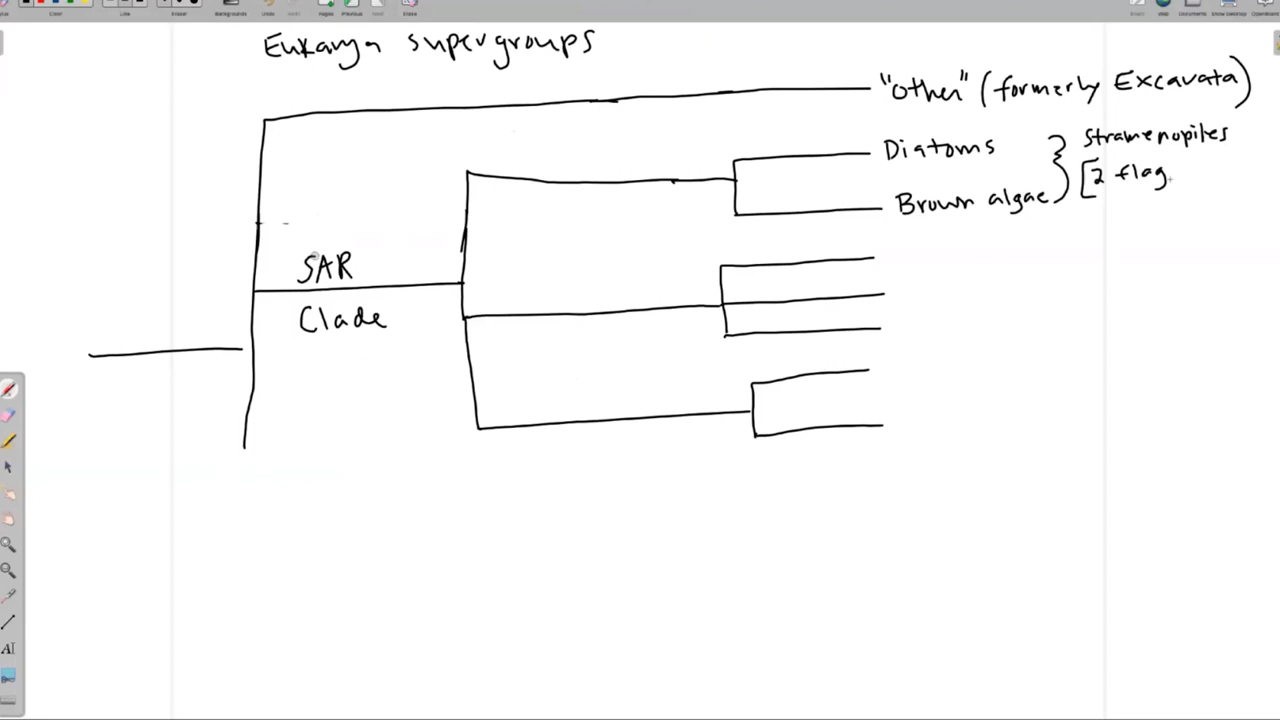 Eukarya supergroups
"other" (formerly Excavata)
Diatoms
Brown algae
Stramenopiles
[2 flag
SAR
Clade